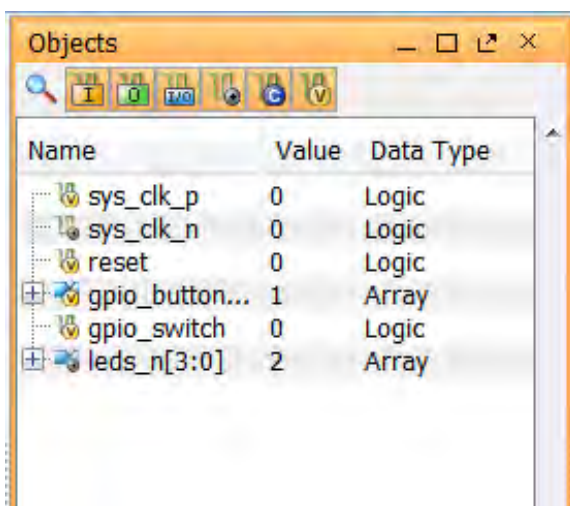 Objects
I O I/O C V
Name Value Data Type
sys_clk_p 0 Logic
sys_clk_n 0 Logic
reset 0 Logic
gpio_button... 1 Array
gpio_switch 0 Logic
leds_n[3:0] 2 Array